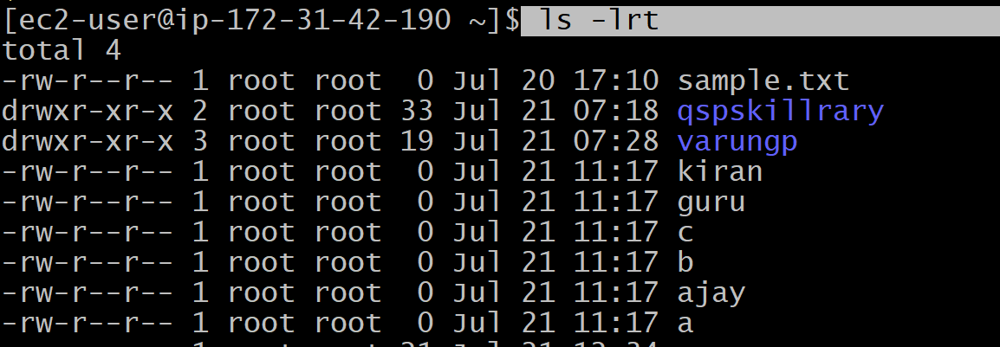 [ec2-user@ip-172-31-42-190 ~]$ ls -lrt
total 4
-rw-r--r-- 1 root root  0 Jul 20 17:10 sample.txt
drwxr-xr-x 2 root root 33 Jul 21 07:18 qspskillrary
drwxr-xr-x 3 root root 19 Jul 21 07:28 varungp
-rw-r--r-- 1 root root  0 Jul 21 11:17 kiran
-rw-r--r-- 1 root root  0 Jul 21 11:17 guru
-rw-r--r-- 1 root root  0 Jul 21 11:17 c
-rw-r--r-- 1 root root  0 Jul 21 11:17 b
-rw-r--r-- 1 root root  0 Jul 21 11:17 ajay
-rw-r--r-- 1 root root  0 Jul 21 11:17 a